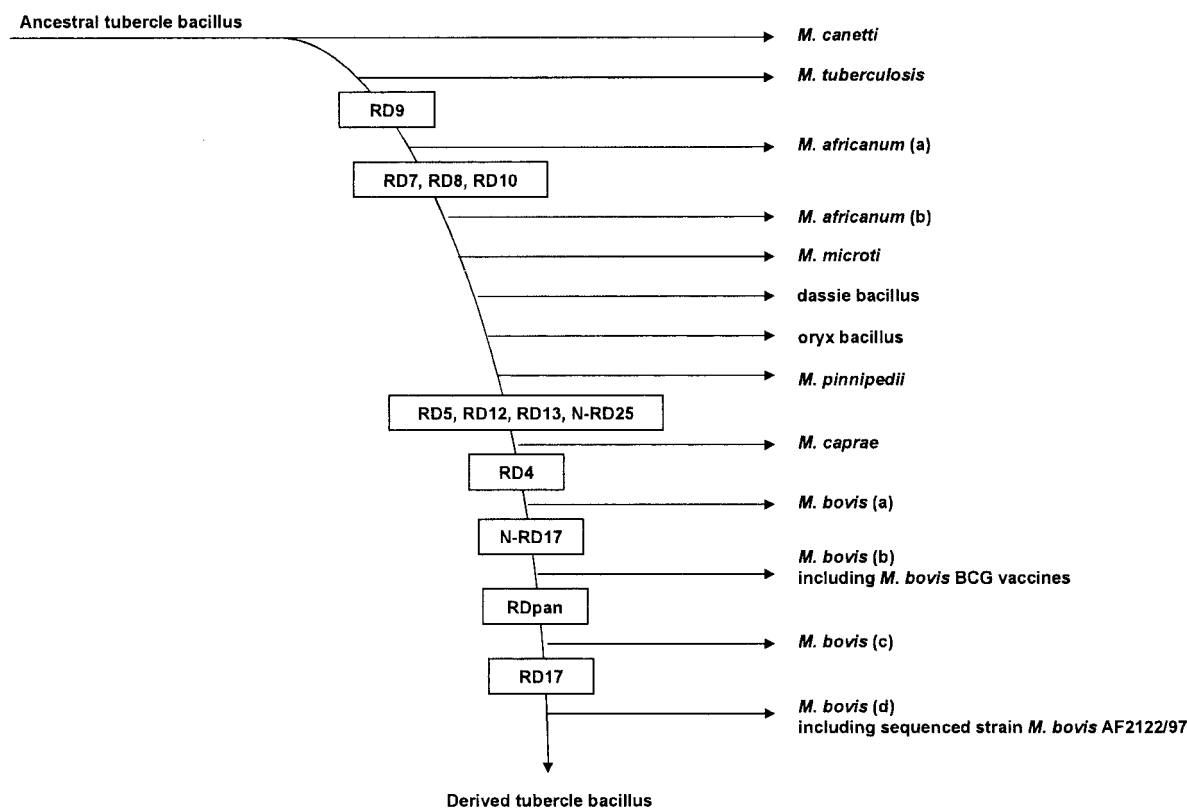 Ancestral tubercle bacillus
M. canetti
M. tuberculosis
RD9
M. africanum (a)
RD7, RD8, RD10
M. africanum (b)
M. microti
dassie bacillus
oryx bacillus
M. pinnipedii
RD5, RD12, RD13, N-RD25
M. caprae
RD4
M. bovis (a)
N-RD17
M. bovis (b)
including M. bovis BCG vaccines
RDpan
M. bovis (c)
RD17
M. bovis (d)
including sequenced strain M. bovis AF2122/97
Derived tubercle bacillus